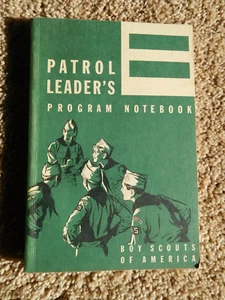 PATROL
LEADER'S
PROGRAM NOTEBOOK
BOY SCOUTS
OF AMERICA